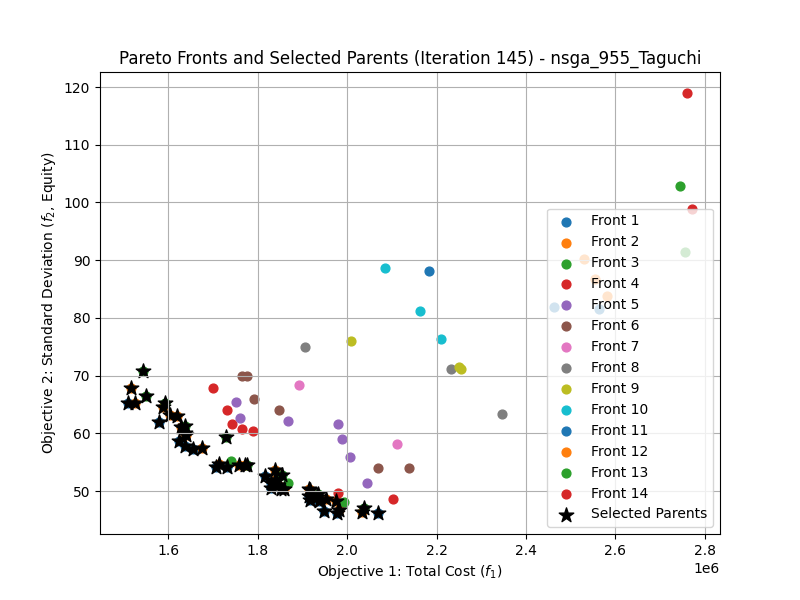 Pareto Fronts and Selected Parents (Iteration 145) - nsga_955_Taguchi
Objective 2: Standard Deviation (f₂, Equity)
120
110
100
90
80
70
60
50
Front 1
Front 2
Front 3
Front 4
Front 5
Front 6
Front 7
Front 8
Front 9
Front 10
Front 11
Front 12
Front 13
Front 14
Selected Parents
1.6
1.8
2.0
2.2
2.4
2.6
2.8
1e6
Objective 1: Total Cost (f₁)